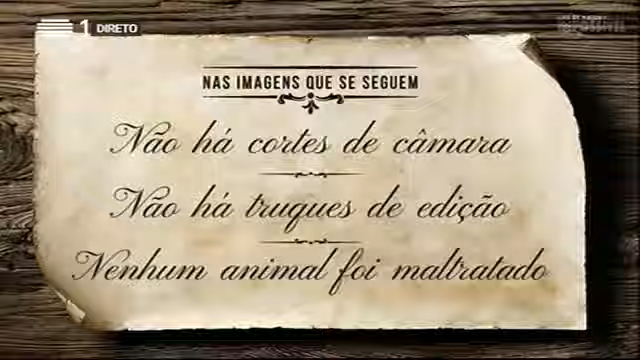 1 DIRETO
NAS IMAGENS QUE SE SEGUEM
Não há cortes de câmara
Não há truques de edição
Nenhum animal foi maltratado